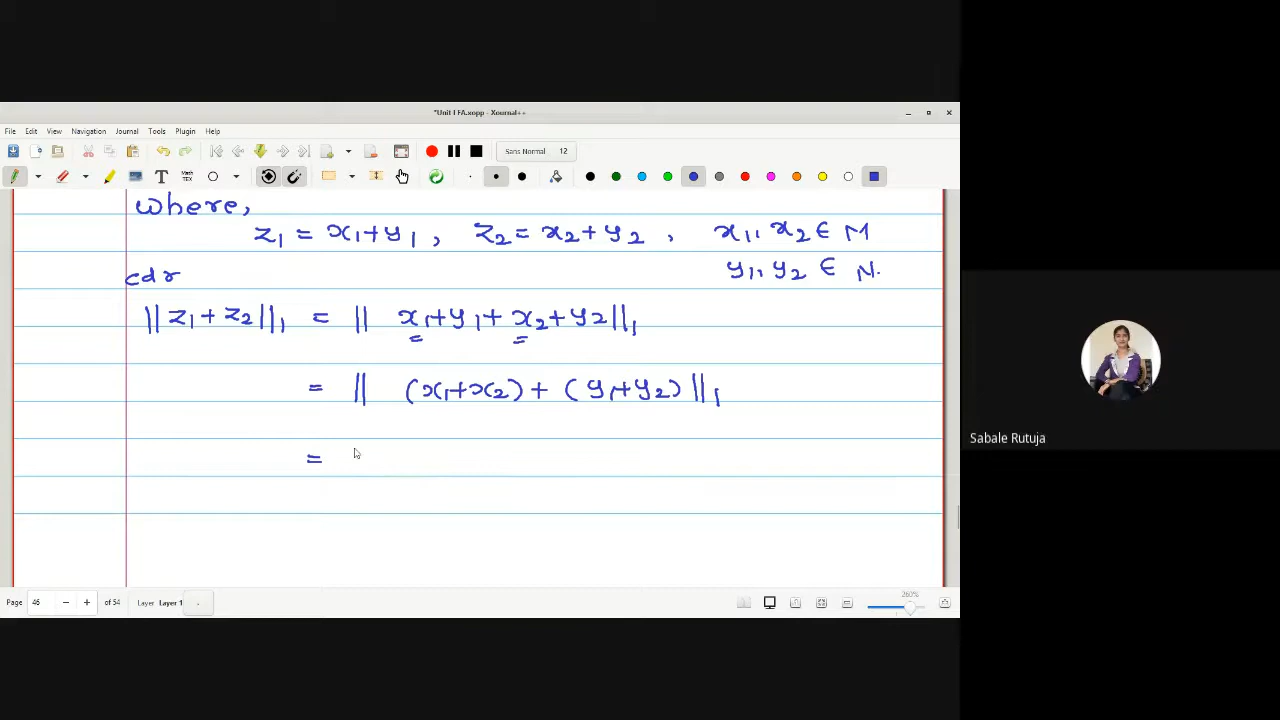 *Unit I FA.xopp - Xournal++
File Edit View Navigation Journal Tools Plugin Help
Sans Normal 12
where,
z₁ = x₁+y₁ , z₂ = x₂+y₂ , x₁, x₂ ∈ M
y₁, y₂ ∈ N.
cdr
||z₁+z₂||₁ = || x₁+y₁+x₂+y₂||₁
= || (x₁+x₂)+(y₁+y₂)||₁
=
Sabale Rutuja
Page 46 of 54 Layer Layer 1 260%